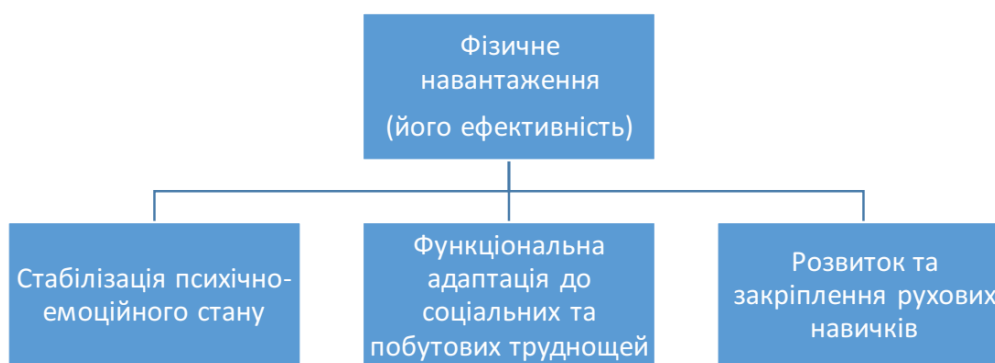 Фізичне
навантаження
(його ефективність)
Стабілізація психічно-
емоційного стану
Функціональна
адаптація до
соціальних та
побутових труднощей
Розвиток та
закріплення рухових
навичків